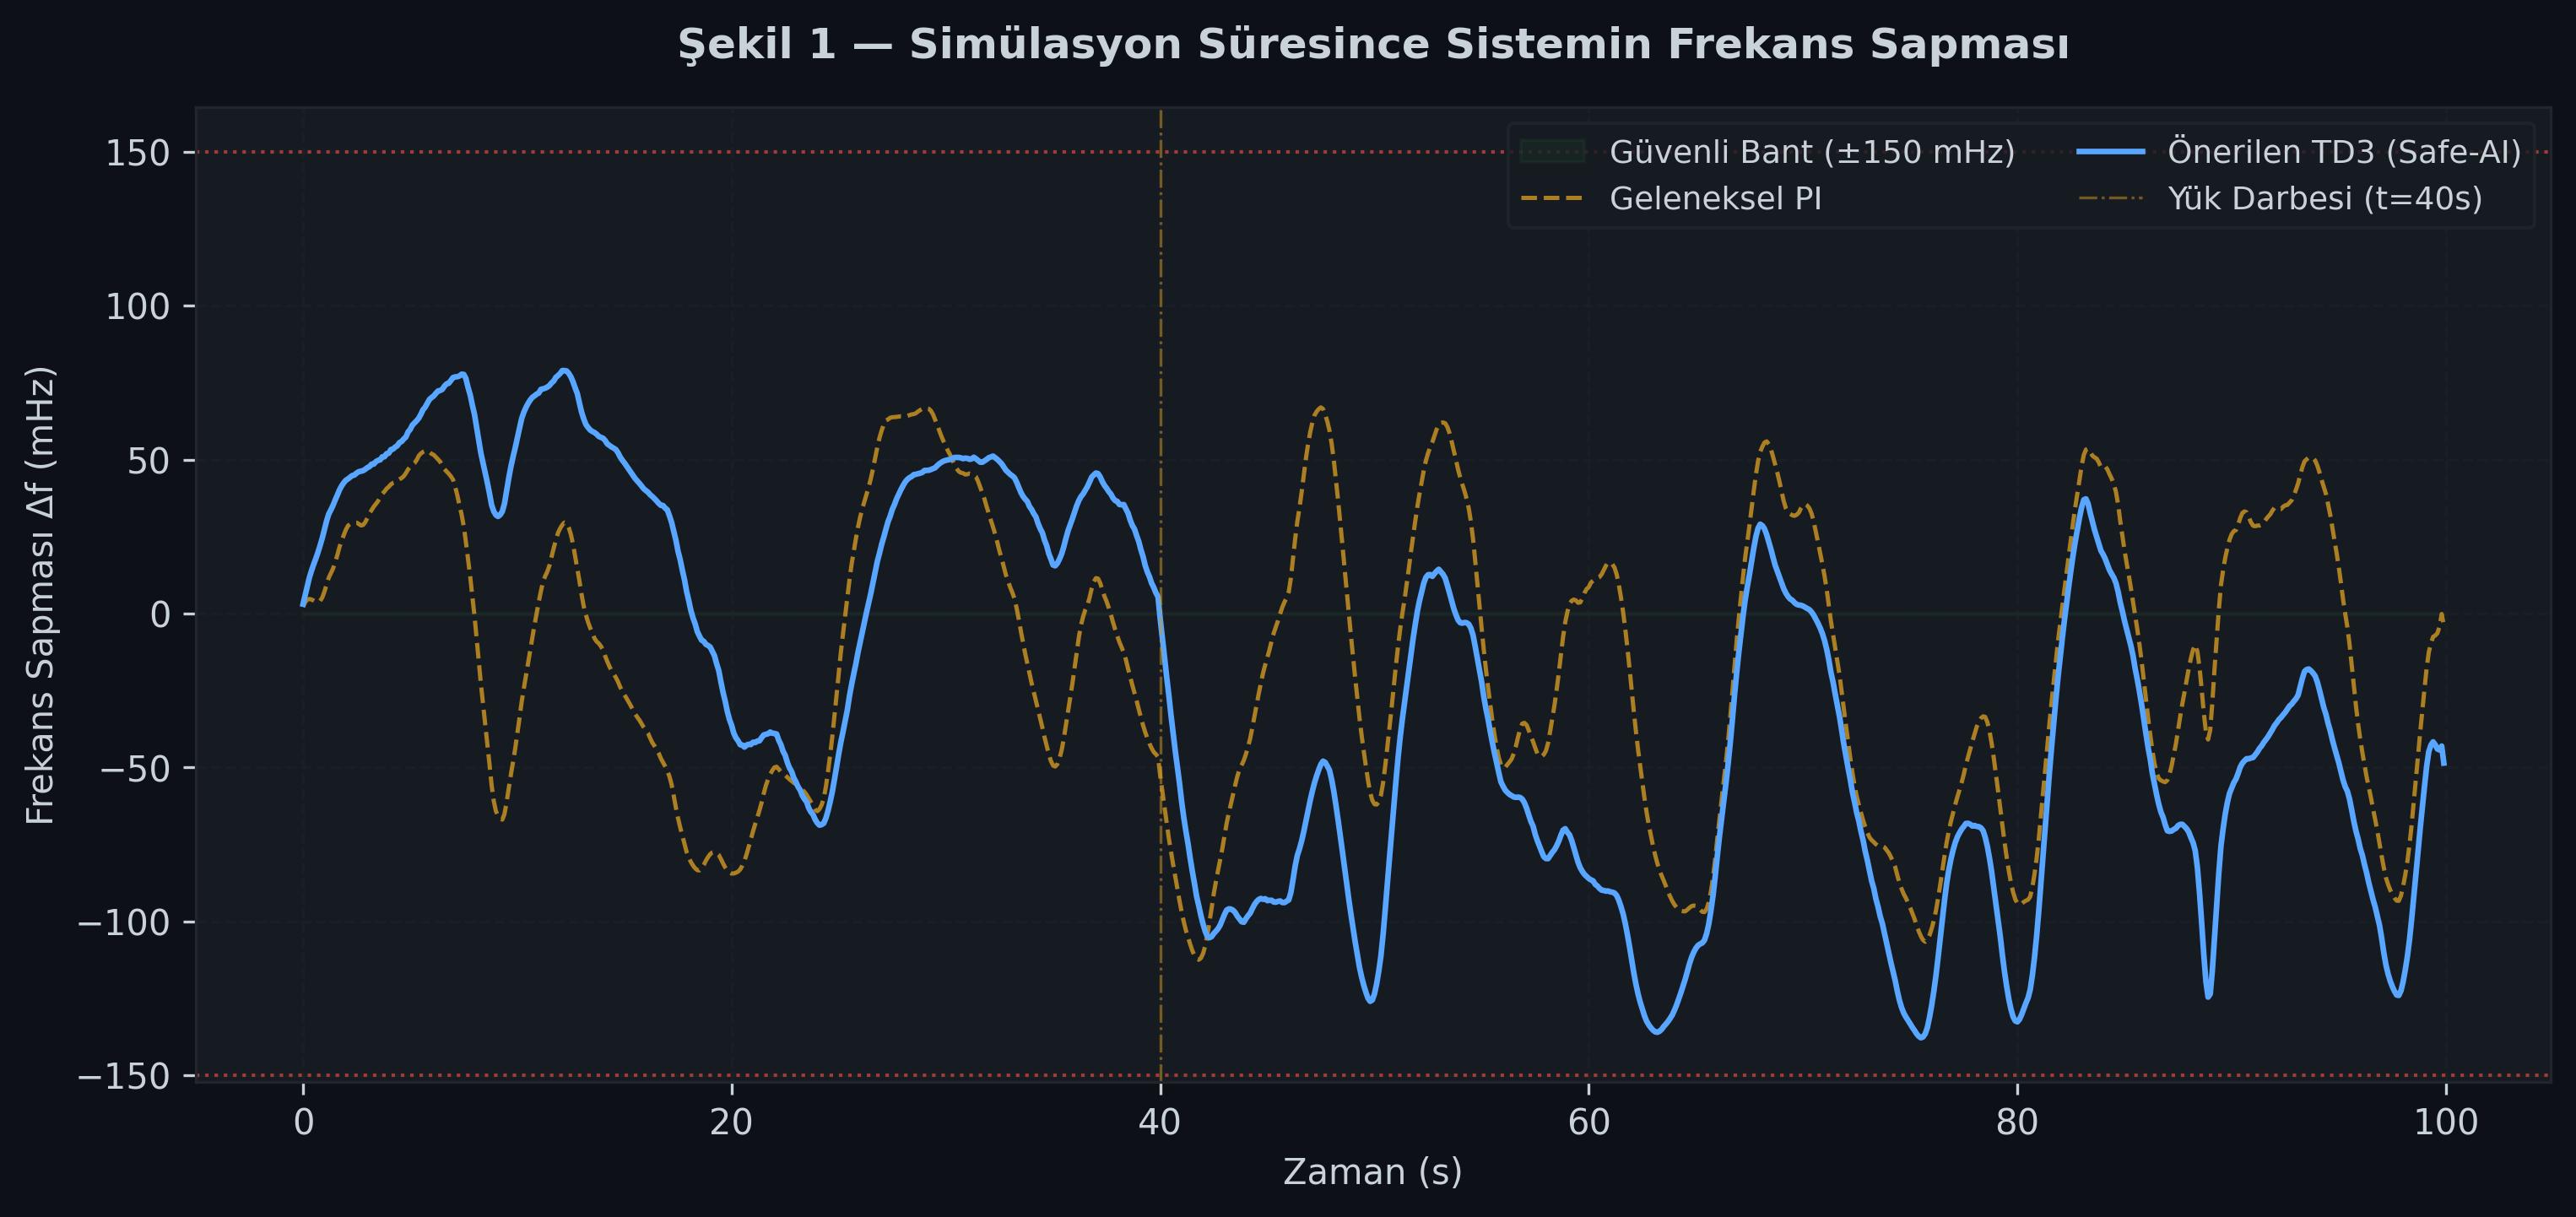 Şekil 1 — Simülasyon Süresince Sistemin Frekans Sapması
Güvenli Bant (±150 mHz)
Geleneksel PI
Önerilen TD3 (Safe-AI)
Yük Darbesi (t=40s)
Frekans Sapması Δf (mHz)
150
100
50
0
−50
−100
−150
0 20 40 60 80 100
Zaman (s)